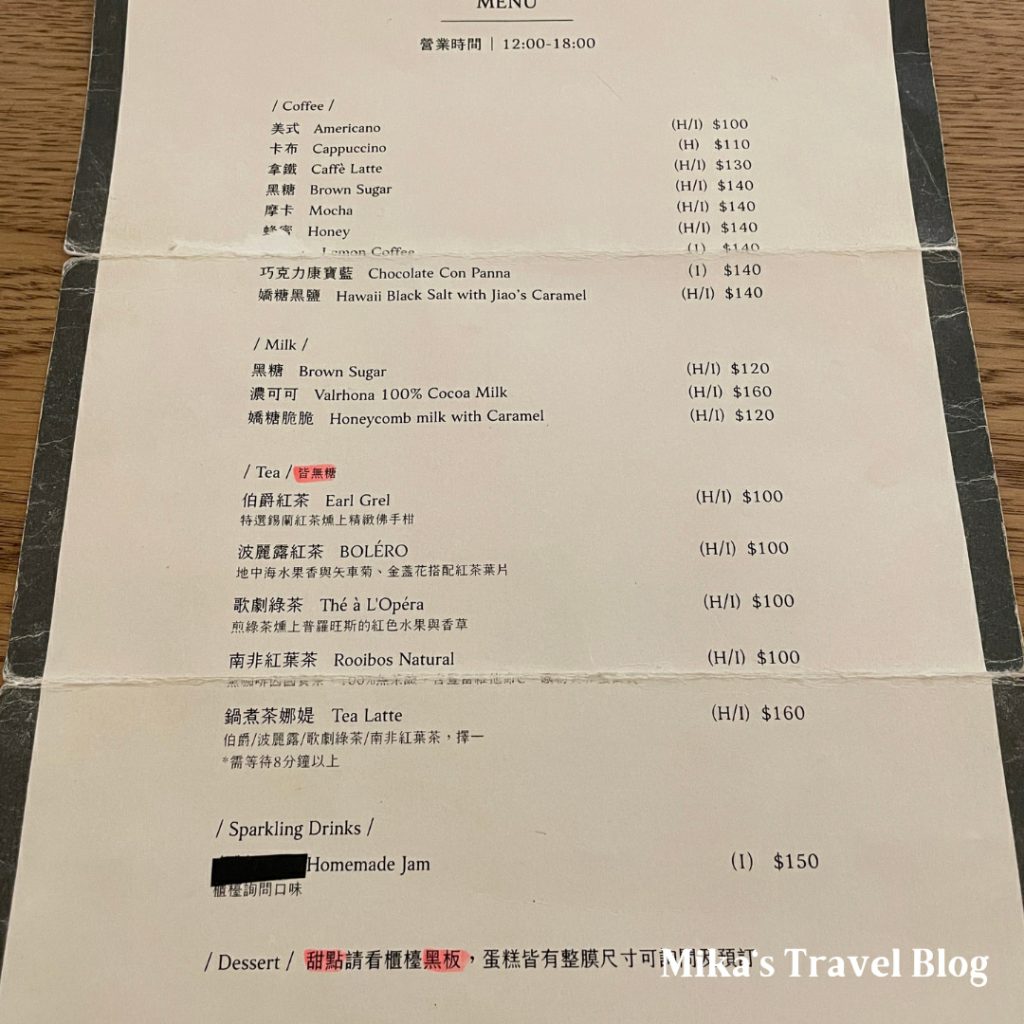 MENU
營業時間 | 12:00-18:00
/ Coffee /
美式 Americano (H/I) $100
卡布 Cappuccino (H) $110
拿鐵 Caffè Latte (H/I) $130
黑糖 Brown Sugar (H/I) $140
摩卡 Mocha (H/I) $140
蜂蜜 Honey (H/I) $140
Lemon Coffee (I) $140
巧克力康寶藍 Chocolate Con Panna (I) $140
嬌糖黑鹽 Hawaii Black Salt with Jiao's Caramel (H/I) $140
/ Milk /
黑糖 Brown Sugar (H/I) $120
濃可可 Valrhona 100% Cocoa Milk (H/I) $160
嬌糖脆脆 Honeycomb milk with Caramel (H/I) $120
/ Tea / 皆無糖
伯爵紅茶 Earl Grel (H/I) $100
特選錫蘭紅茶燻上精緻佛手柑
波麗露紅茶 BOLÉRO (H/I) $100
地中海水果香與矢車菊、金盞花搭配紅茶葉片
歌劇綠茶 Thé à L'Opéra (H/I) $100
煎綠茶燻上普羅旺斯的紅色水果與香草
南非紅葉茶 Rooibos Natural (H/I) $100
鍋煮茶娜媞 Tea Latte (H/I) $160
伯爵/波麗露/歌劇綠茶/南非紅葉茶，擇一
*需等待8分鐘以上
/ Sparkling Drinks /
Homemade Jam (I) $150
櫃檯詢問口味
/ Dessert / 甜點請看櫃檯黑板，蛋糕皆有整膜尺寸可預訂
Mika's Travel Blog